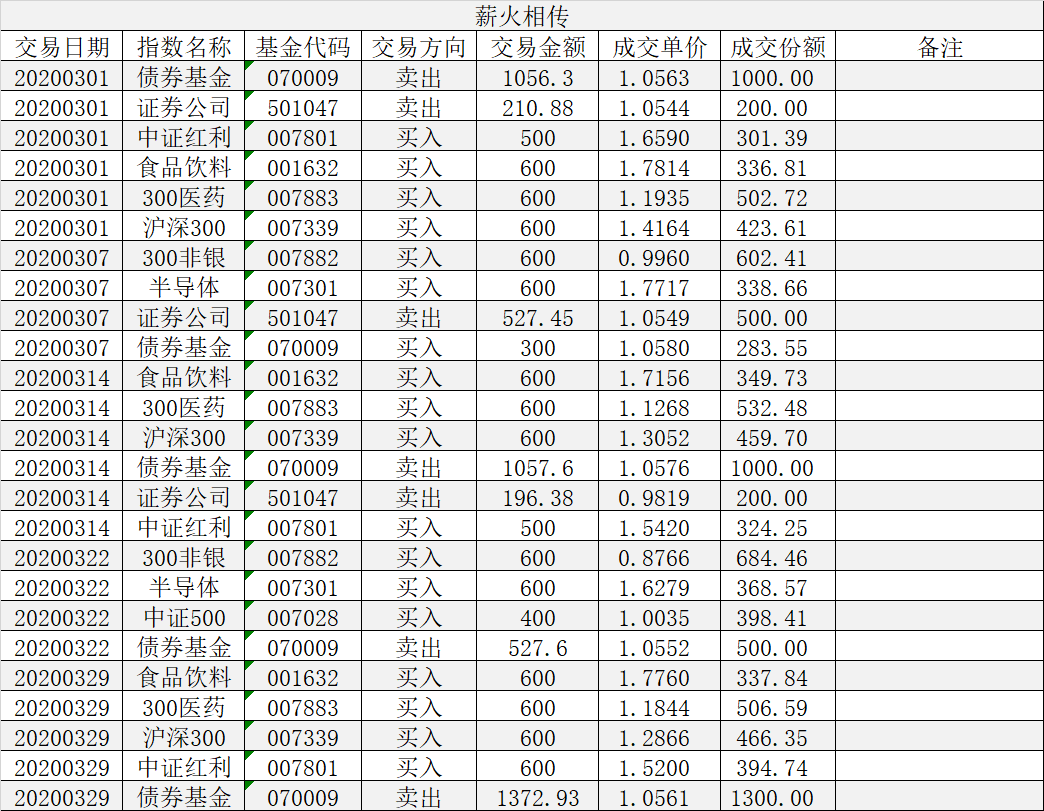 薪火相传
交易日期 指数名称 基金代码 交易方向 交易金额 成交单价 成交份额 备注
20200301 债券基金 070009 卖出 1056.3 1.0563 1000.00
20200301 证券公司 501047 卖出 210.88 1.0544 200.00
20200301 中证红利 007801 买入 500 1.6590 301.39
20200301 食品饮料 001632 买入 600 1.7814 336.81
20200301 300医药 007883 买入 600 1.1935 502.72
20200301 沪深300 007339 买入 600 1.4164 423.61
20200307 300非银 007882 买入 600 0.9960 602.41
20200307 半导体 007301 买入 600 1.7717 338.66
20200307 证券公司 501047 卖出 527.45 1.0549 500.00
20200307 债券基金 070009 买入 300 1.0580 283.55
20200314 食品饮料 001632 买入 600 1.7156 349.73
20200314 300医药 007883 买入 600 1.1268 532.48
20200314 沪深300 007339 买入 600 1.3052 459.70
20200314 债券基金 070009 卖出 1057.6 1.0576 1000.00
20200314 证券公司 501047 卖出 196.38 0.9819 200.00
20200314 中证红利 007801 买入 500 1.5420 324.25
20200322 300非银 007882 买入 600 0.8766 684.46
20200322 半导体 007301 买入 600 1.6279 368.57
20200322 中证500 007028 买入 400 1.0035 398.41
20200322 债券基金 070009 卖出 527.6 1.0552 500.00
20200329 食品饮料 001632 买入 600 1.7760 337.84
20200329 300医药 007883 买入 600 1.1844 506.59
20200329 沪深300 007339 买入 600 1.2866 466.35
20200329 中证红利 007801 买入 600 1.5200 394.74
20200329 债券基金 070009 卖出 1372.93 1.0561 1300.00